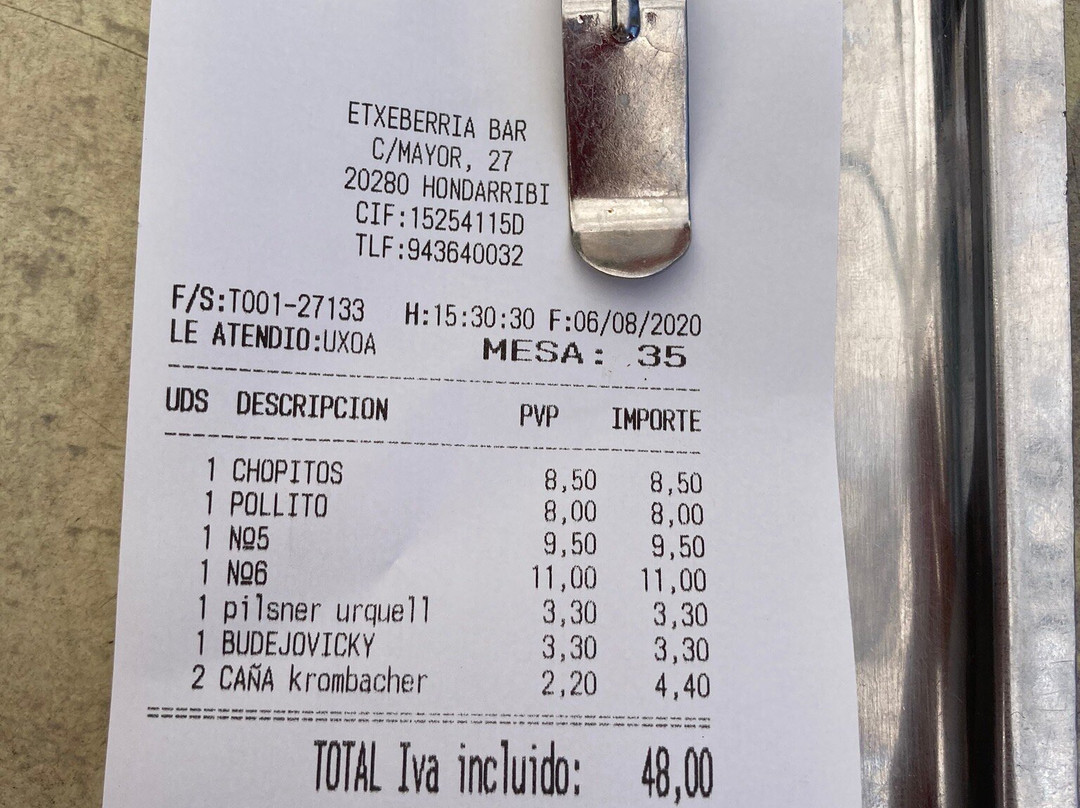 ETXEBERRIA BAR
C/MAYOR, 27
20280 HONDARRIBI
CIF:15254115D
TLF:943640032
F/S:T001-27133 H:15:30:30 F:06/08/2020
LE ATENDIO:UXOA MESA: 35
UDS DESCRIPCION PVP IMPORTE
1 CHOPITOS 8,50 8,50
1 POLLITO 8,00 8,00
1 Nº5 9,50 9,50
1 Nº6 11,00 11,00
1 pilsner urquell 3,30 3,30
1 BUDEJOVICKY 3,30 3,30
2 CAÑA krombacher 2,20 4,40
TOTAL Iva incluido: 48,00